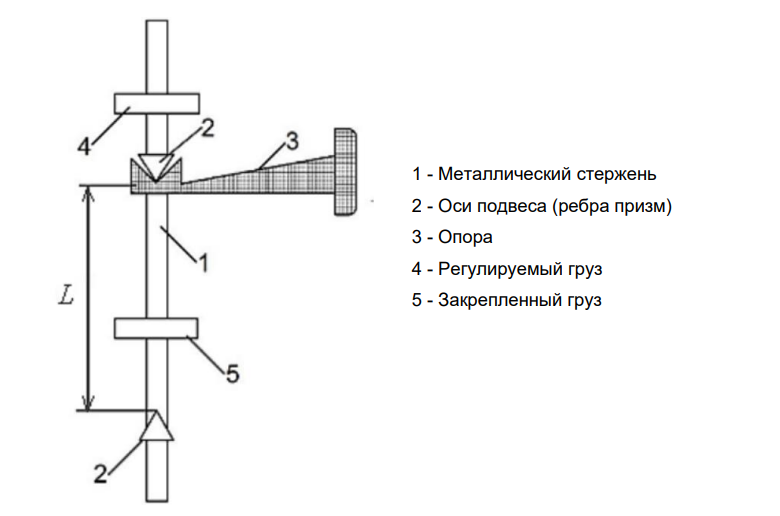 4
2
3
1
L
5
2
1 - Металлический стержень
2 - Оси подвеса (ребра призм)
3 - Опора
4 - Регулируемый груз
5 - Закрепленный груз